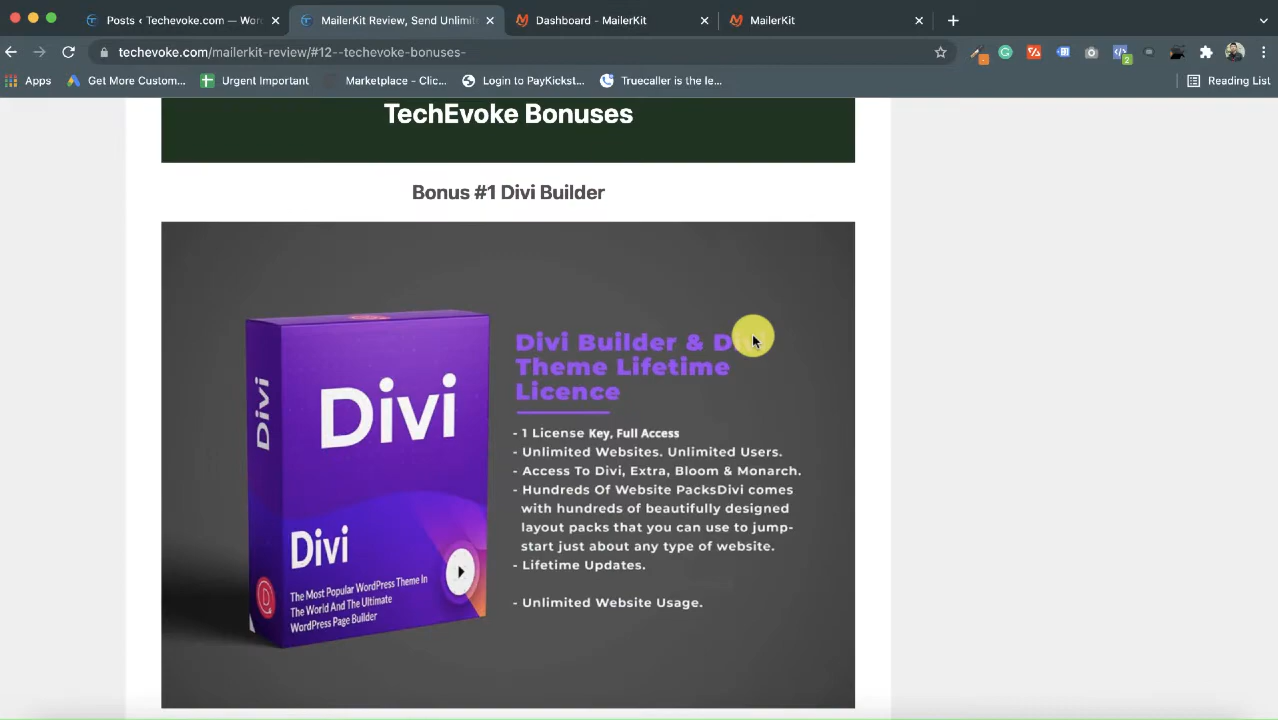 Posts ‹ Techevoke.com — Wor
MailerKit Review, Send Unlimite
Dashboard - MailerKit
MailerKit
techevoke.com/mailerkit-review/#12--techevoke-bonuses-
Apps
Get More Custom...
Urgent Important
Marketplace - Clic...
Login to PayKickst...
Truecaller is the le...
Reading List
TechEvoke Bonuses
Bonus #1 Divi Builder
Divi
Divi
Divi
The Most Popular WordPress Theme In
The World And The Ultimate
WordPress Page Builder
Divi Builder & Divi
Theme Lifetime
Licence
- 1 License Key, Full Access
- Unlimited Websites. Unlimited Users.
- Access To Divi, Extra, Bloom & Monarch.
- Hundreds Of Website PacksDivi comes
with hundreds of beautifully designed
layout packs that you can use to jump-
start just about any type of website.
- Lifetime Updates.
- Unlimited Website Usage.